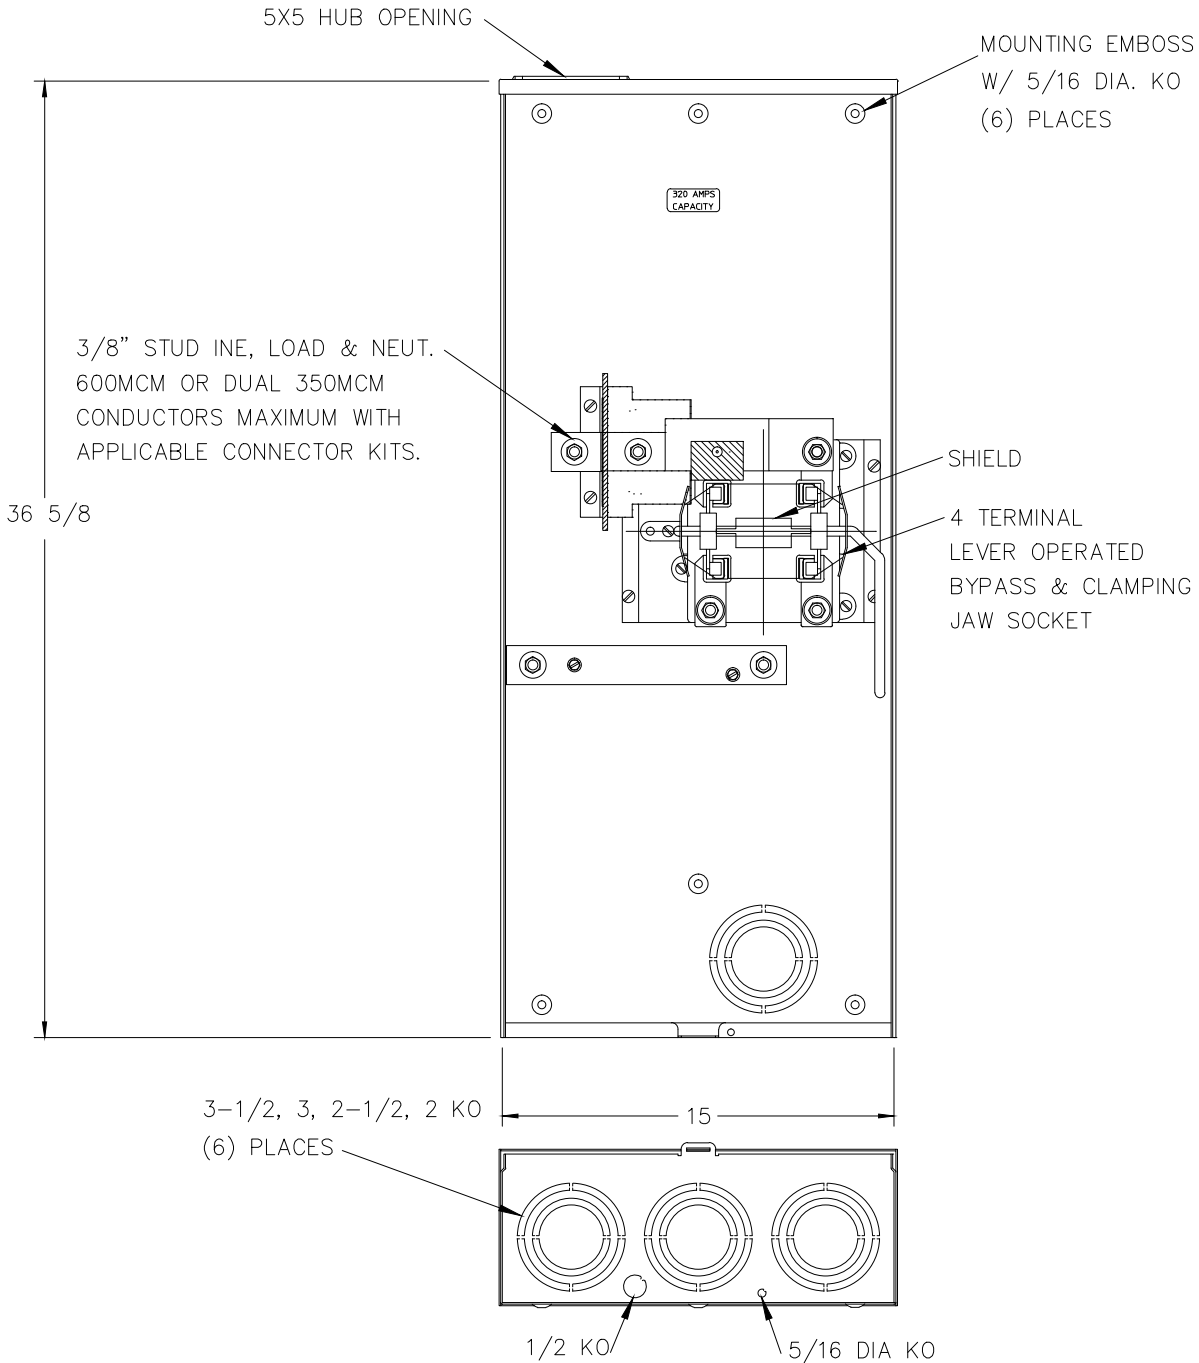 5X5 HUB OPENING
MOUNTING EMBOSS
W/ 5/16 DIA. KO
(6) PLACES
320 AMPS
CAPACITY
3/8” STUD INE, LOAD & NEUT.
600MCM OR DUAL 350MCM
CONDUCTORS MAXIMUM WITH
APPLICABLE CONNECTOR KITS.
SHIELD
36 5/8
4 TERMINAL
LEVER OPERATED
BYPASS & CLAMPING
JAW SOCKET
3-1/2, 3, 2-1/2, 2 KO
(6) PLACES
15
1/2 KO
5/16 DIA KO